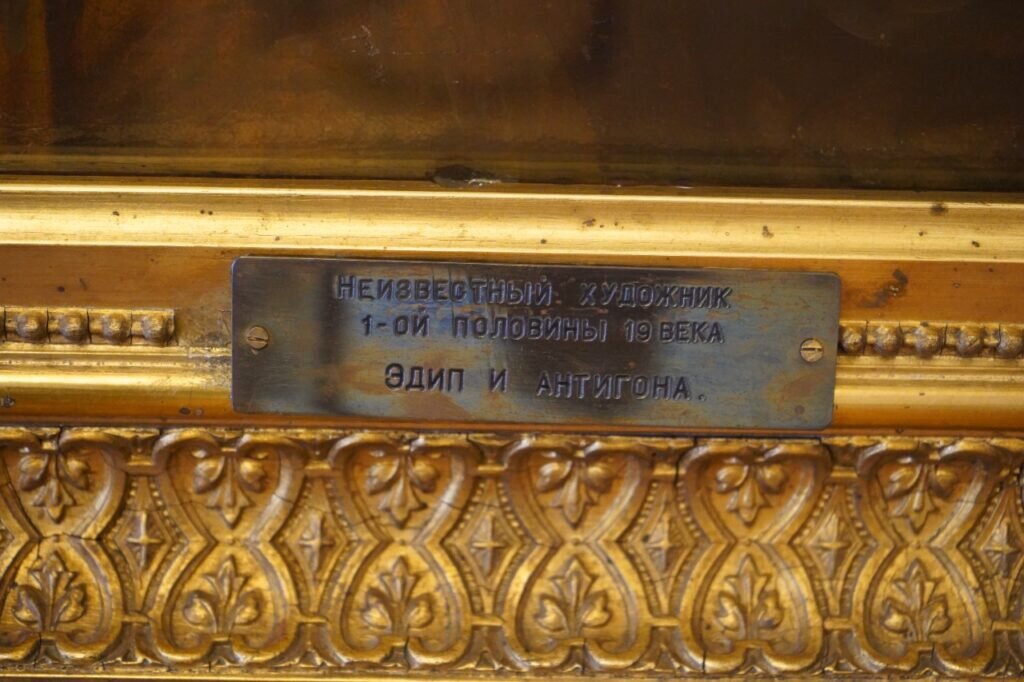 Неизвестный художник
1-ой половины 19 века
Эдип и Антигона.